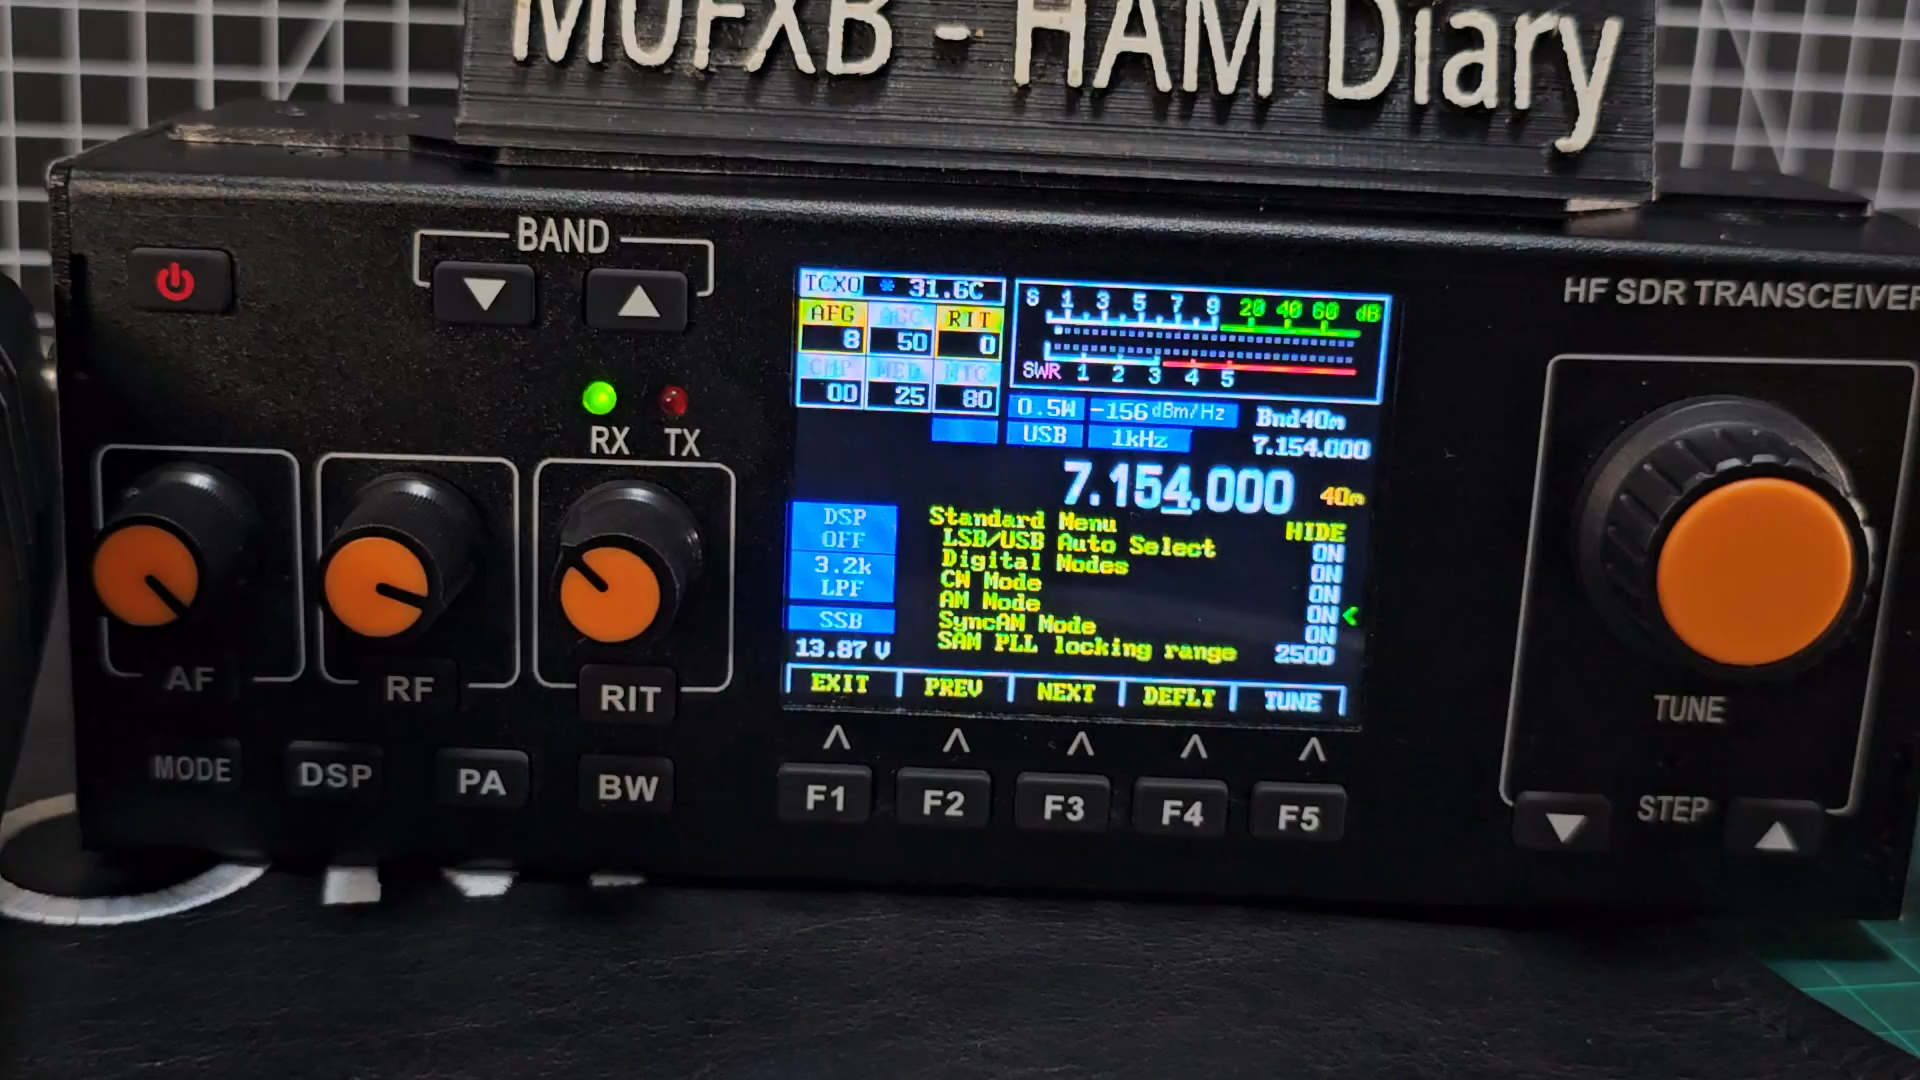 M0FXB - HAM Diary
BAND
HF SDR TRANSCEIVER
TCXO * 31.6C
AFG AGC RIT
8 50 0
CMP
00 25 80
S 1 3 5 7 9 20 40 60 dB
SWR 1 2 3 4 5
0.5W -156 dBm/Hz Bnd40m
USB 1kHz 7.154.000
7.154.000 40m
RX TX
DSP
OFF
3.2k
LPF
SSB
13.87 V
Standard Menu HIDE
LSB/USB Auto Select ON
Digital Modes ON
CW Mode ON
AM Mode ON <
SyncAM Mode ON
SAM PLL locking range 2500
EXIT PREV NEXT DEFLT TUNE
AF RF RIT
TUNE
MODE DSP PA BW
F1 F2 F3 F4 F5
STEP